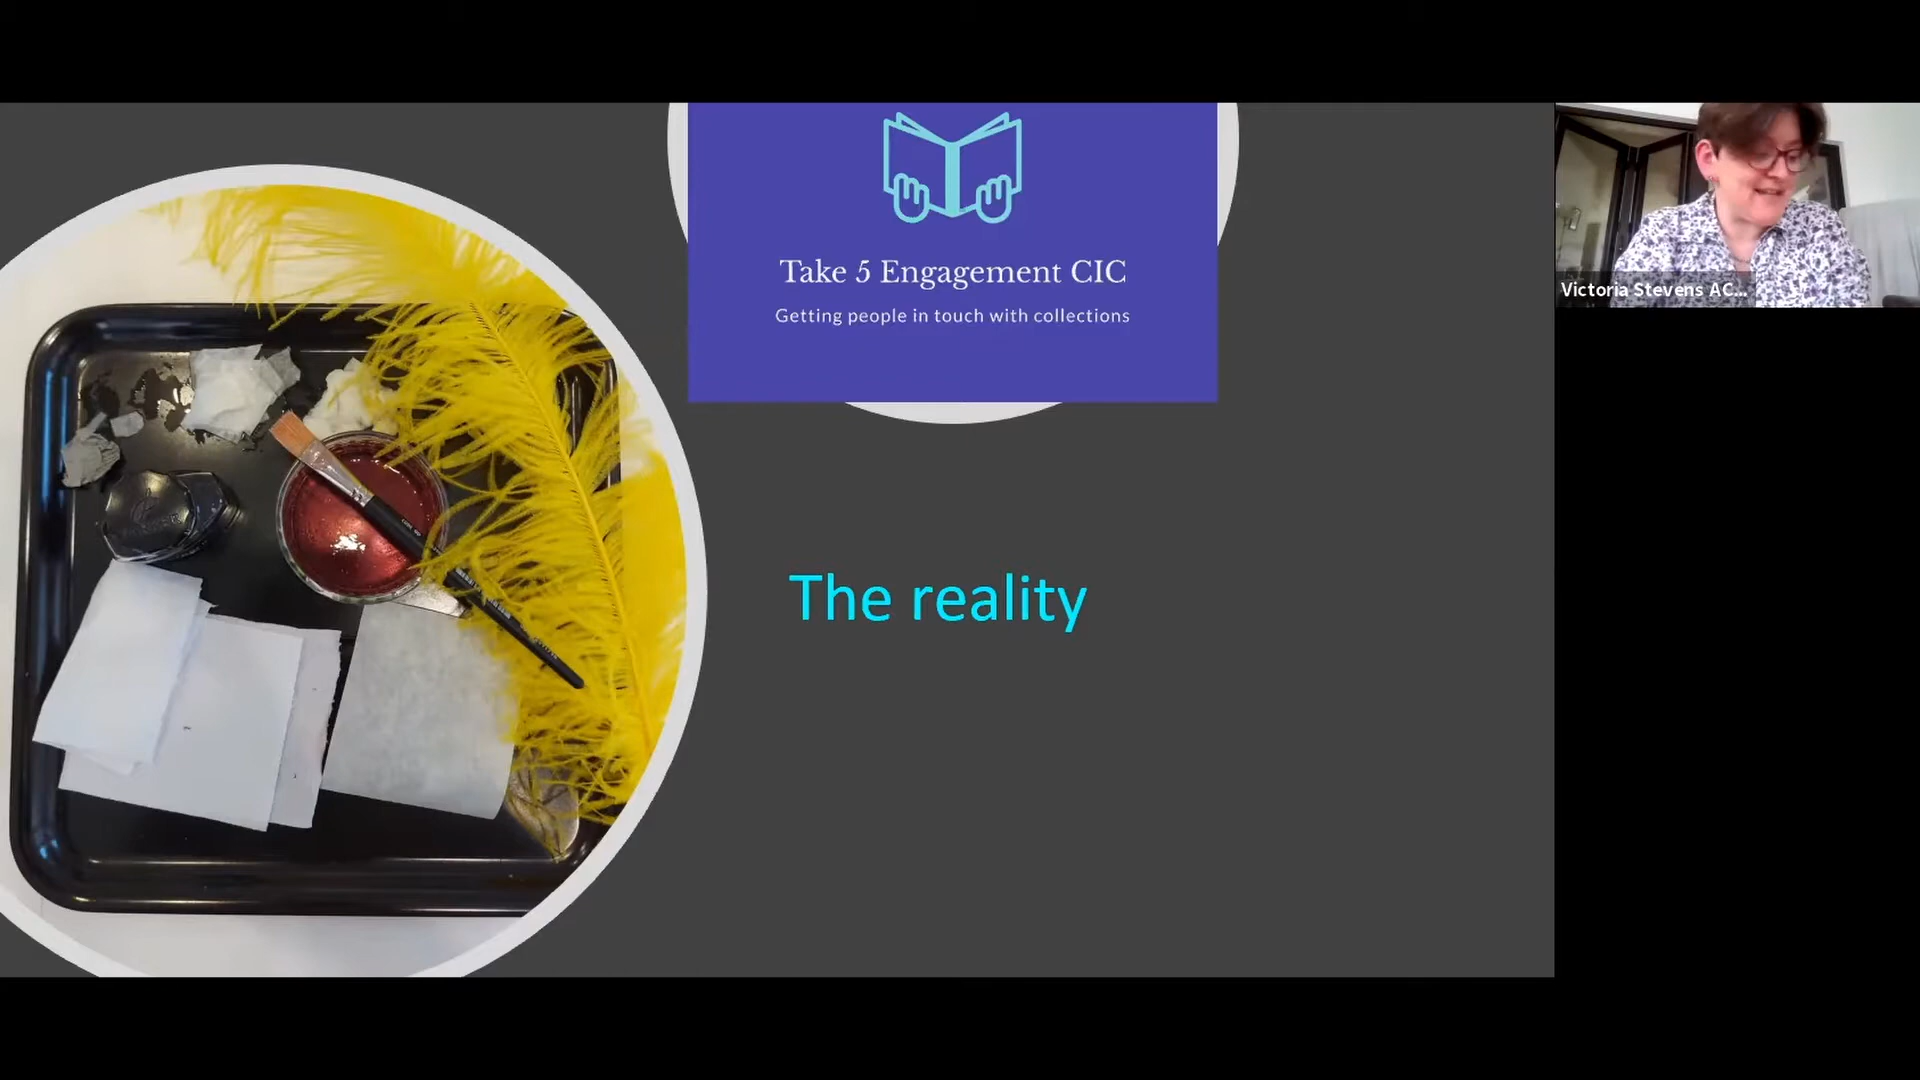 Take 5 Engagement CIC
Getting people in touch with collections
The reality
Victoria Stevens AC...